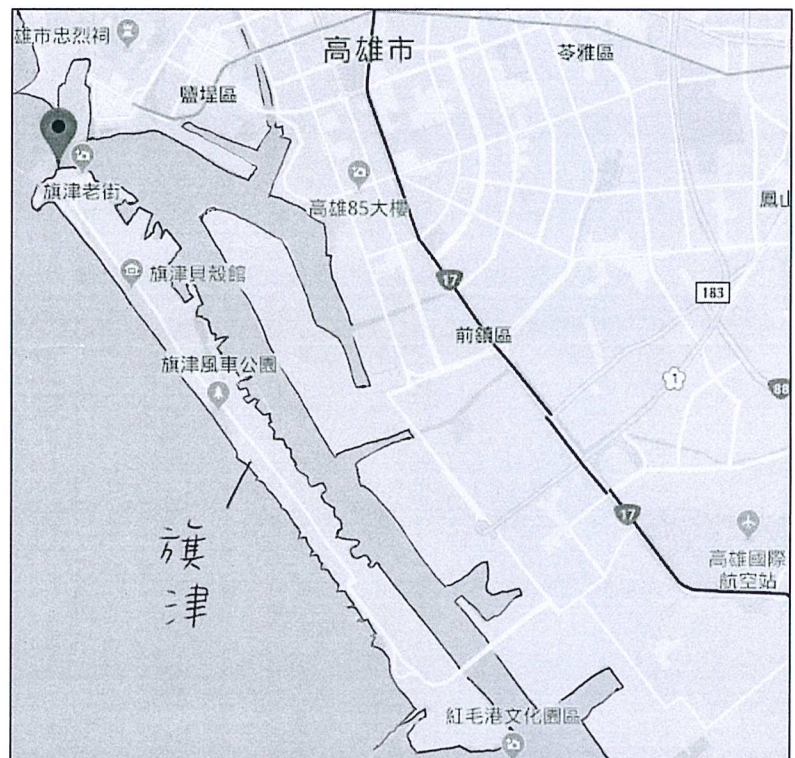 雄市忠烈祠
高雄市
苓雅區
鹽埕區
旗津老街
高雄85大樓
鳳山
旗津貝殼館
17
183
前鎮區
旗津風車公園
1
88
旗津
17
高雄國際
航空站
紅毛港文化園區